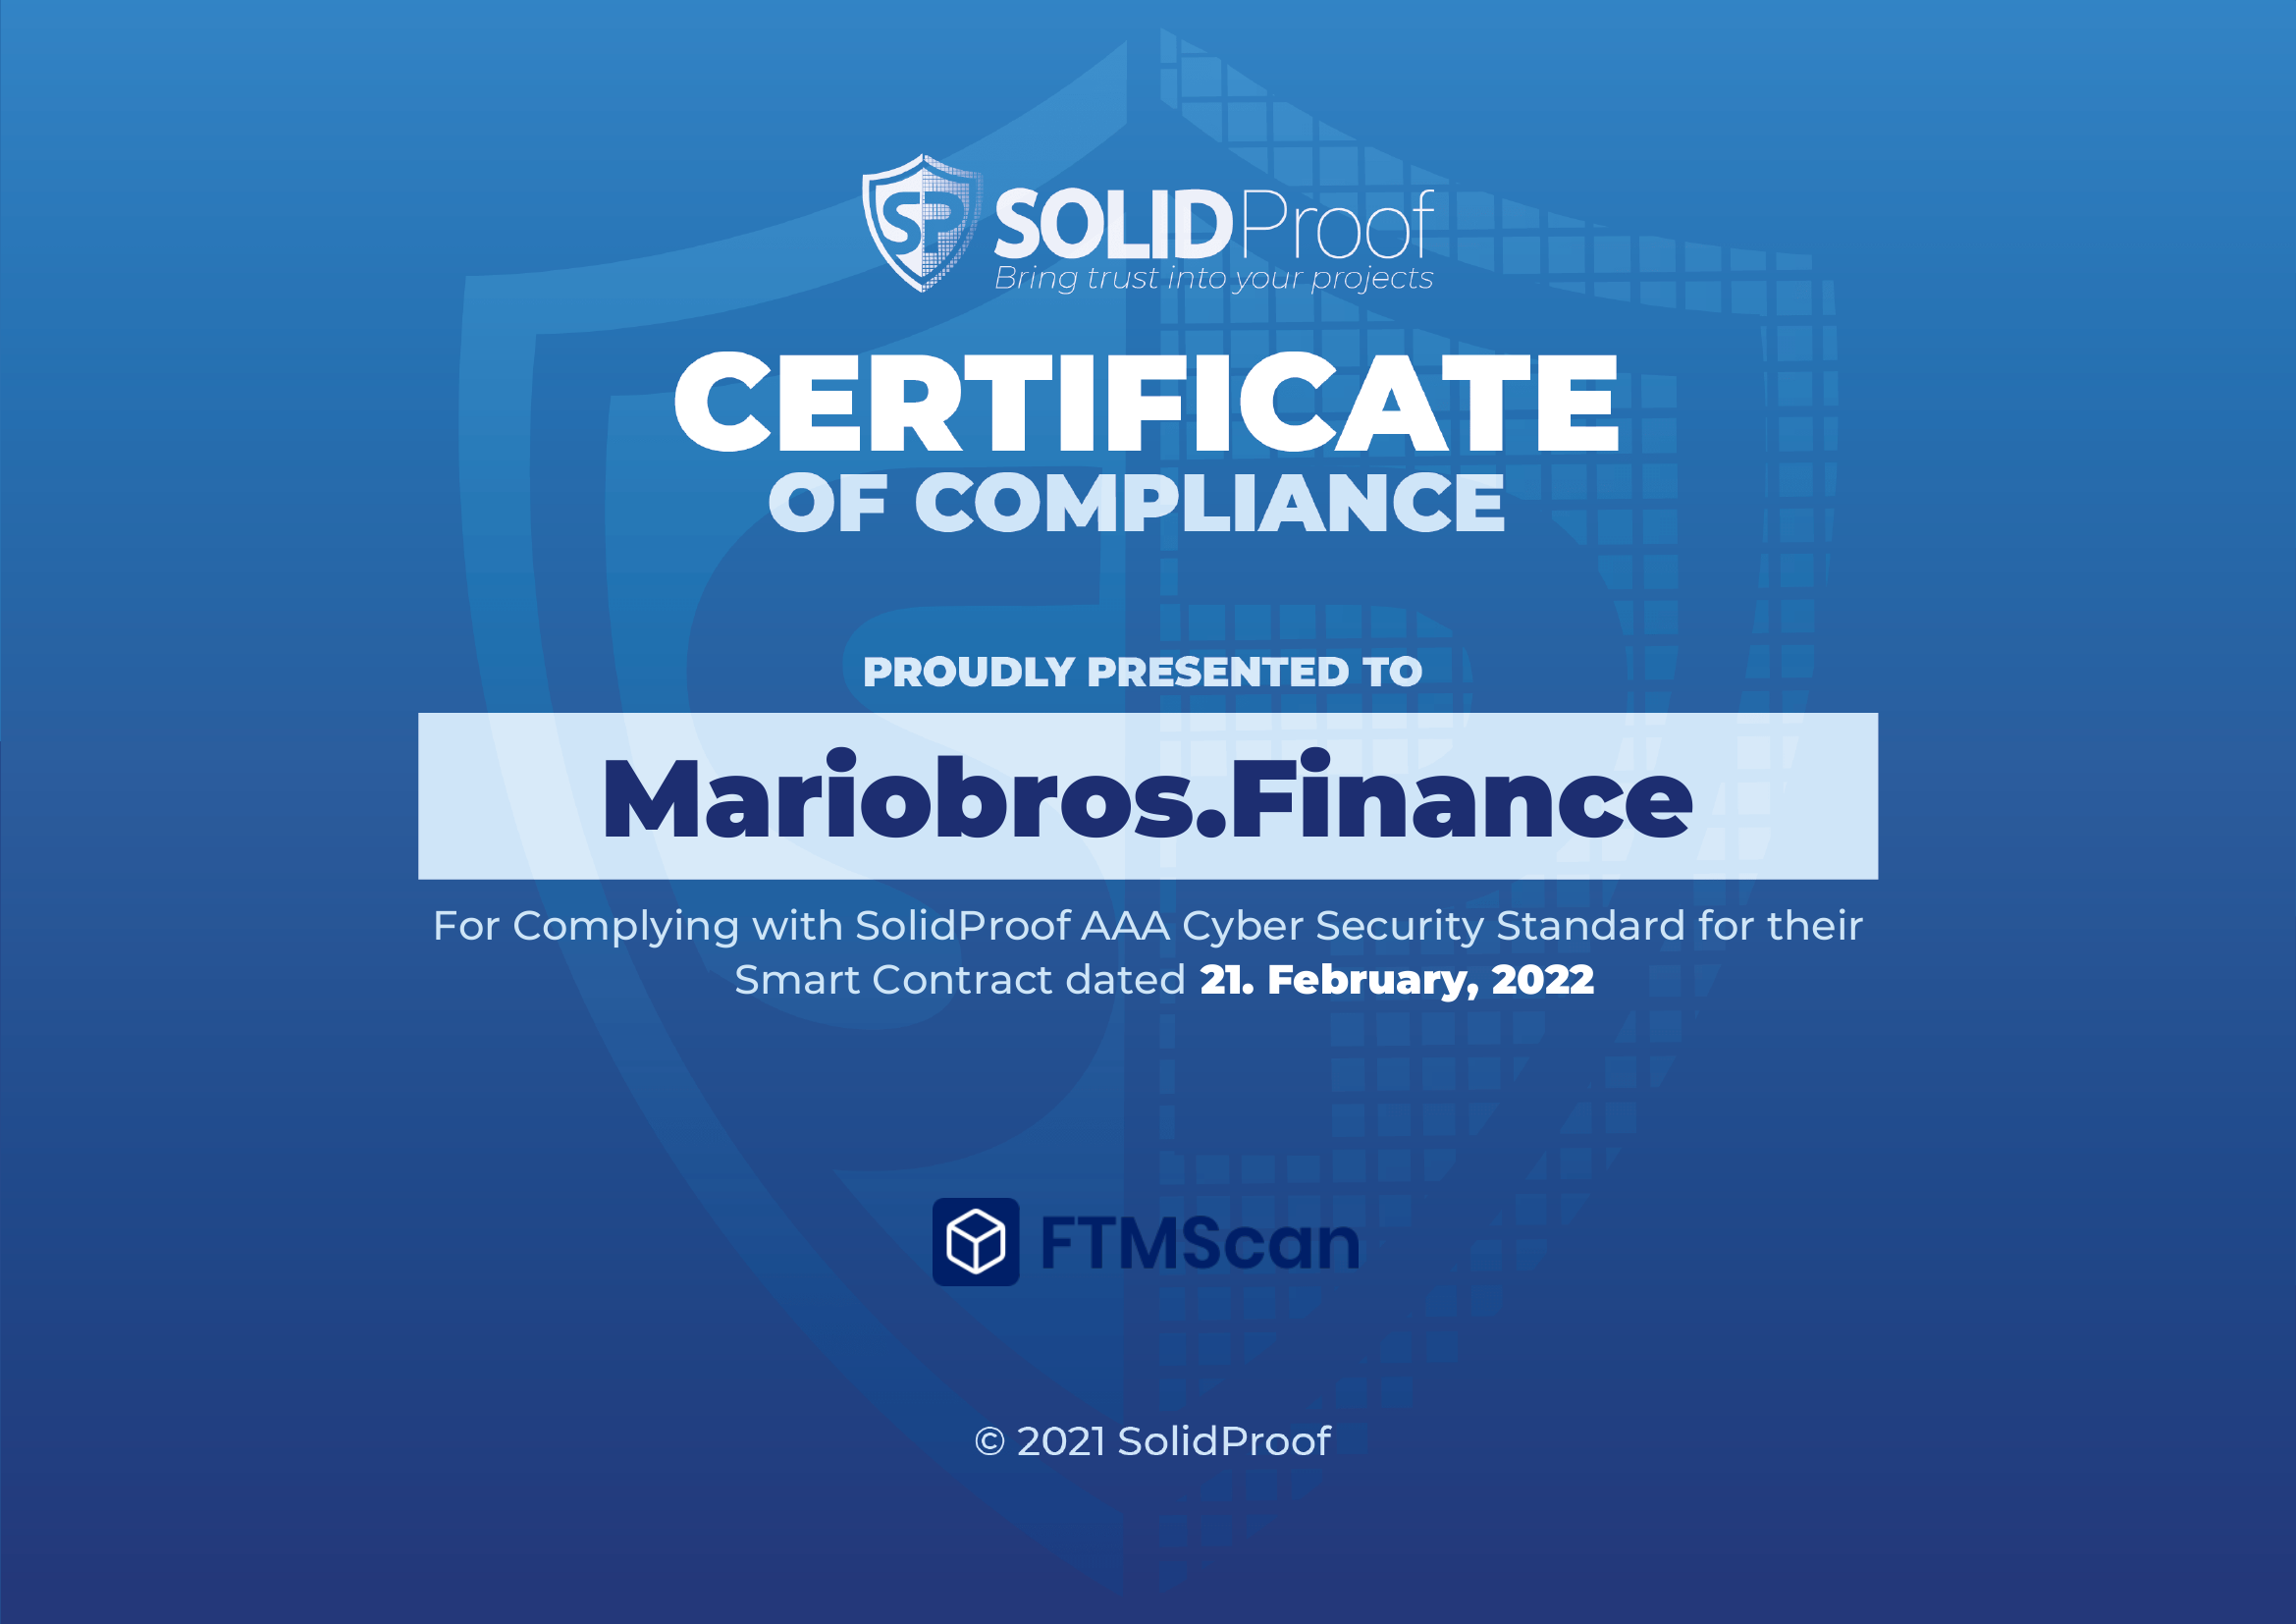 SP SOLIDProof
Bring trust into your projects
CERTIFICATE
OF COMPLIANCE
PROUDLY PRESENTED TO
Mariobros.Finance
For Complying with SolidProof AAA Cyber Security Standard for their
Smart Contract dated 21. February, 2022
FTMScan
© 2021 SolidProof